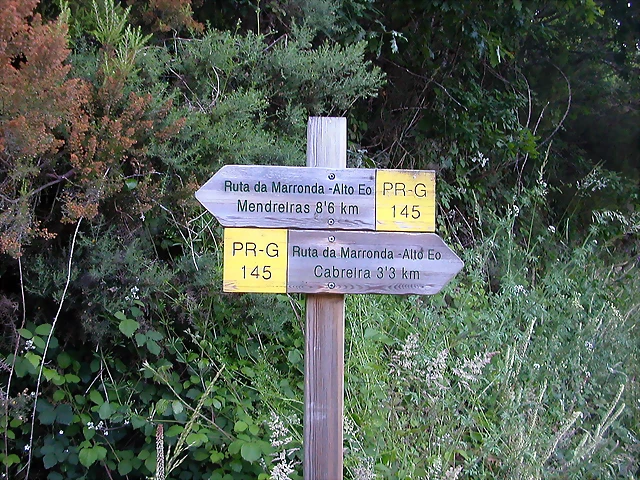 Ruta da Marronda -Alto Eo
Mendreiras 8'6 km
PR-G
145
PR-G
145
Ruta da Marronda -Alto Eo
Cabreira 3'3 km